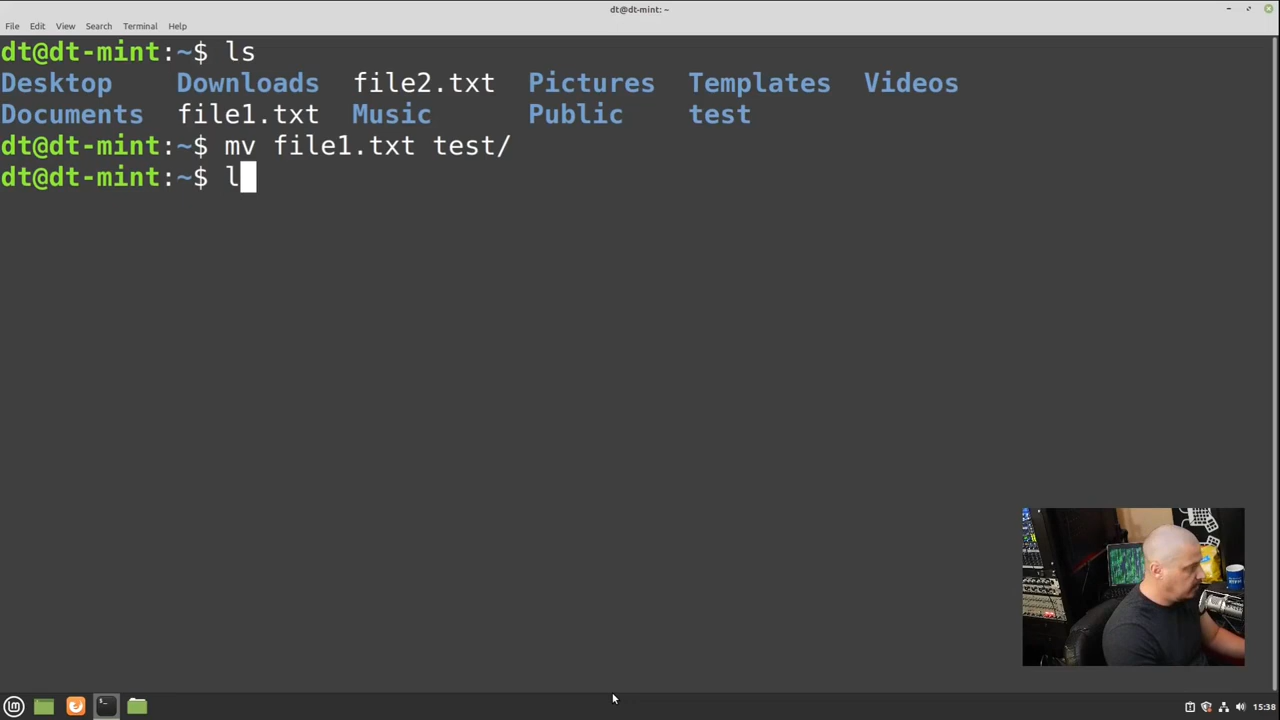 dt@dt-mint: ~
File Edit View Search Terminal Help
dt@dt-mint:~$ ls
Desktop Downloads file2.txt Pictures Templates Videos
Documents file1.txt Music Public test
dt@dt-mint:~$ mv file1.txt test/
dt@dt-mint:~$ l
15:38